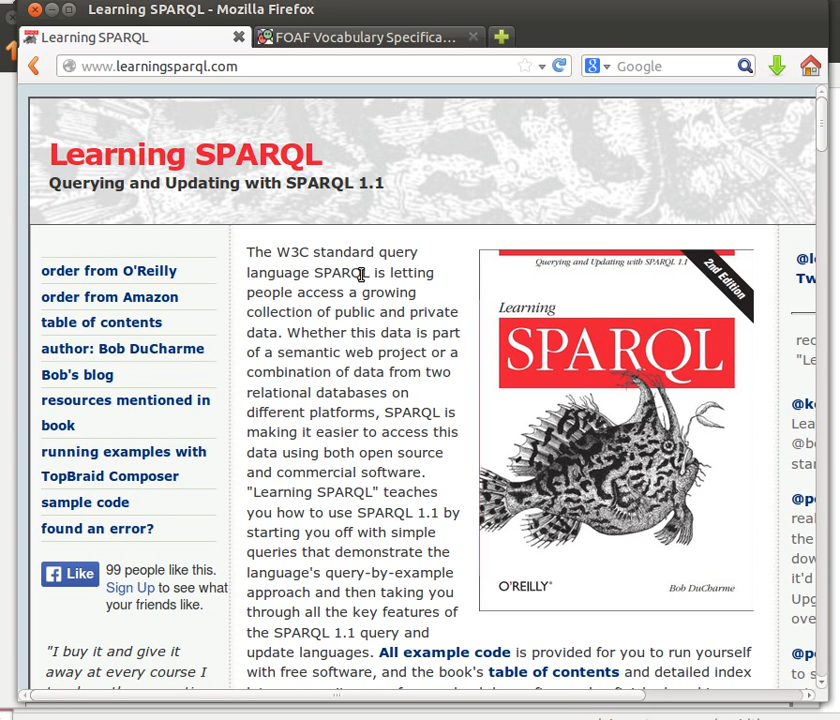 Learning SPARQL - Mozilla Firefox
Learning SPARQL
FOAF Vocabulary Specifica...
www.learningsparql.com
Google
Learning SPARQL
Querying and Updating with SPARQL 1.1
order from O'Reilly
order from Amazon
table of contents
author: Bob DuCharme
Bob's blog
resources mentioned in
book
running examples with
TopBraid Composer
sample code
found an error?
Like
99 people like this.
Sign Up to see what
your friends like.
"I buy it and give it
away at every course I
The W3C standard query
language SPARQL is letting
people access a growing
collection of public and private
data. Whether this data is part
of a semantic web project or a
combination of data from two
relational databases on
different platforms, SPARQL is
making it easier to access this
data using both open source
and commercial software.
"Learning SPARQL" teaches
you how to use SPARQL 1.1 by
starting you off with simple
queries that demonstrate the
language's query-by-example
approach and then taking you
through all the key features of
the SPARQL 1.1 query and
update languages. All example code is provided for you to run yourself
with free software, and the book's table of contents and detailed index
Querying and Updating with SPARQL 1.1
2nd Edition
Learning
SPARQL
O'REILLY®
Bob DuCharme